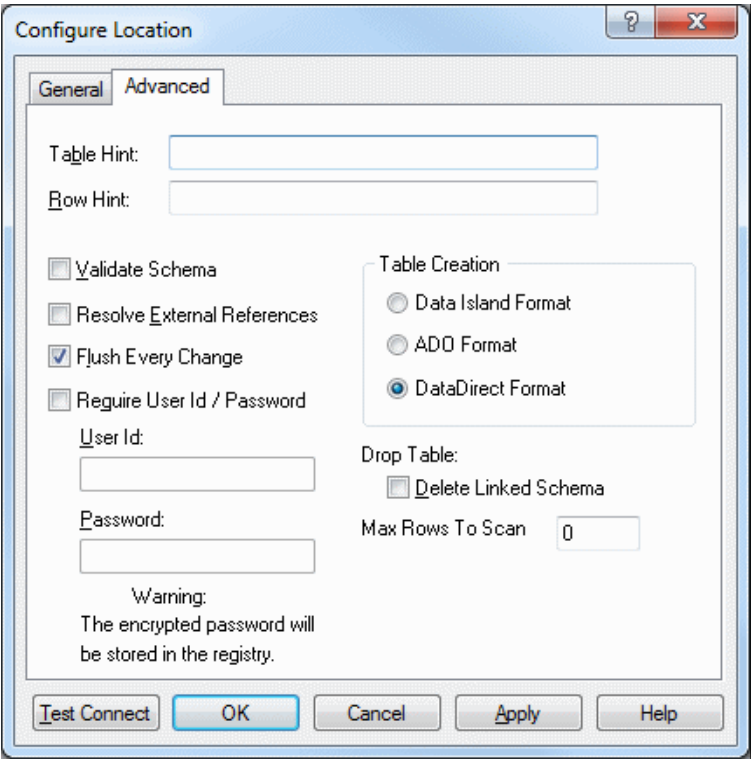 Configure Location
General
Advanced
Table Hint:
Row Hint:
Validate Schema
Resolve External References
Flush Every Change
Require User Id / Password
User Id:
Password:
Warning:
The encrypted password will
be stored in the registry.
Table Creation
Data Island Format
ADO Format
DataDirect Format
Drop Table:
Delete Linked Schema
Max Rows To Scan
0
Test Connect
OK
Cancel
Apply
Help